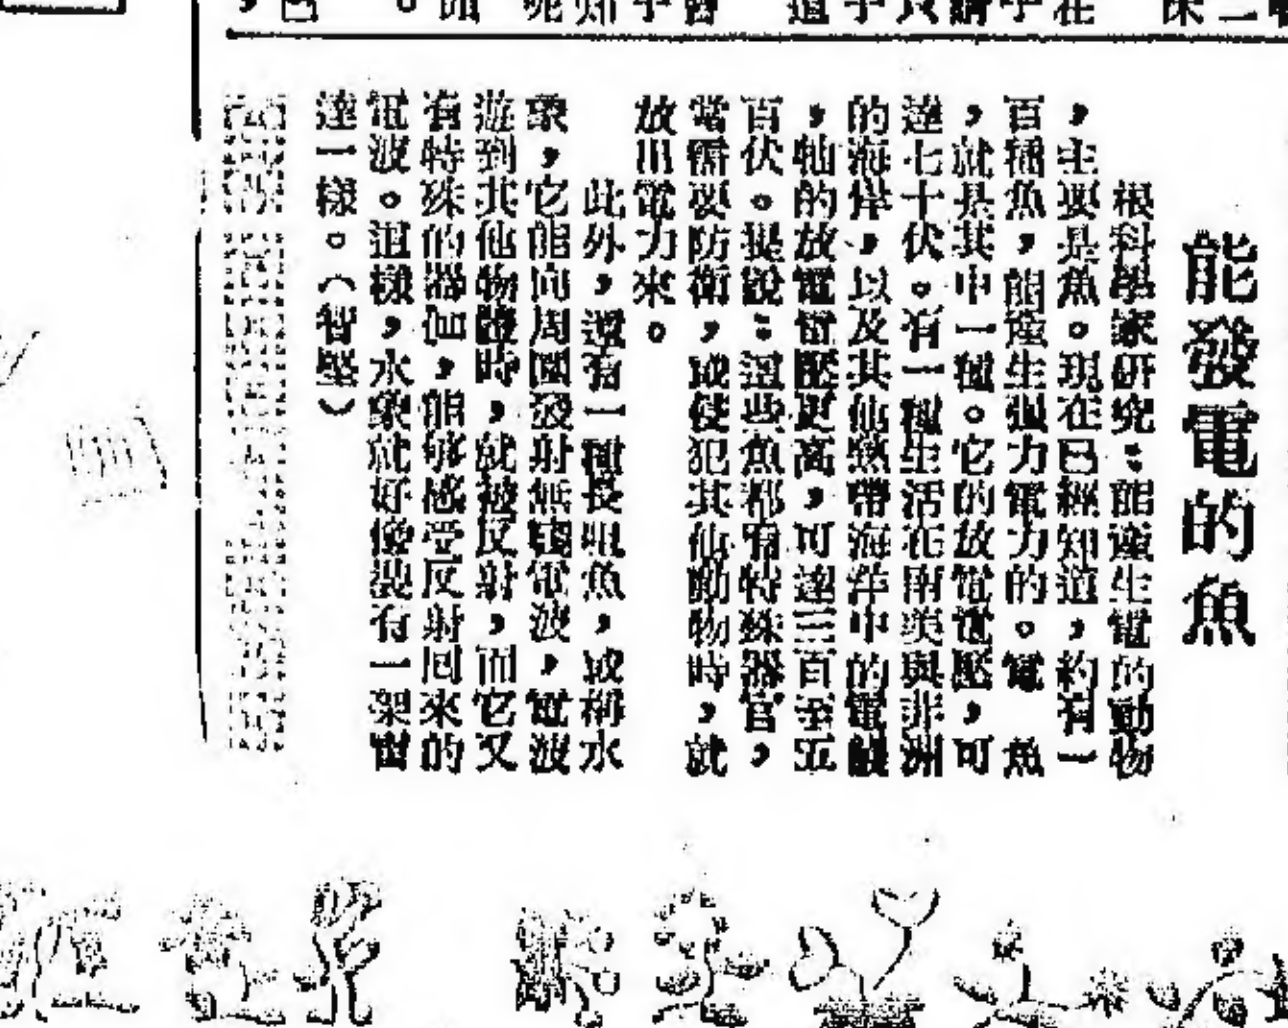 能發電的魚
根科學家研究：能產生電的動物
，主要是魚。現在已經知道，約有一
百種魚，能產生强力電力的。電 魚
，就是其中一種。它的放電電壓，可
達七十伏。有一種生活在南美與非洲
的海岸，以及其他熱帶海洋中的電鰻
，牠的放電電壓更高，可達三百至五
百伏。據說：這些魚都有特殊器官，
當需要防衛，或使犯其他動物時，就
放出電力來。
此外，還有一種長咀魚，或稱水
象，它能向周圍發射無綫電波，電波
遊到其他物體時，就被反射，而它又
有特殊的器，能够感受反射囘來的
電波。這樣，水象就好像裝有一架雷
達一樣。（智堅）